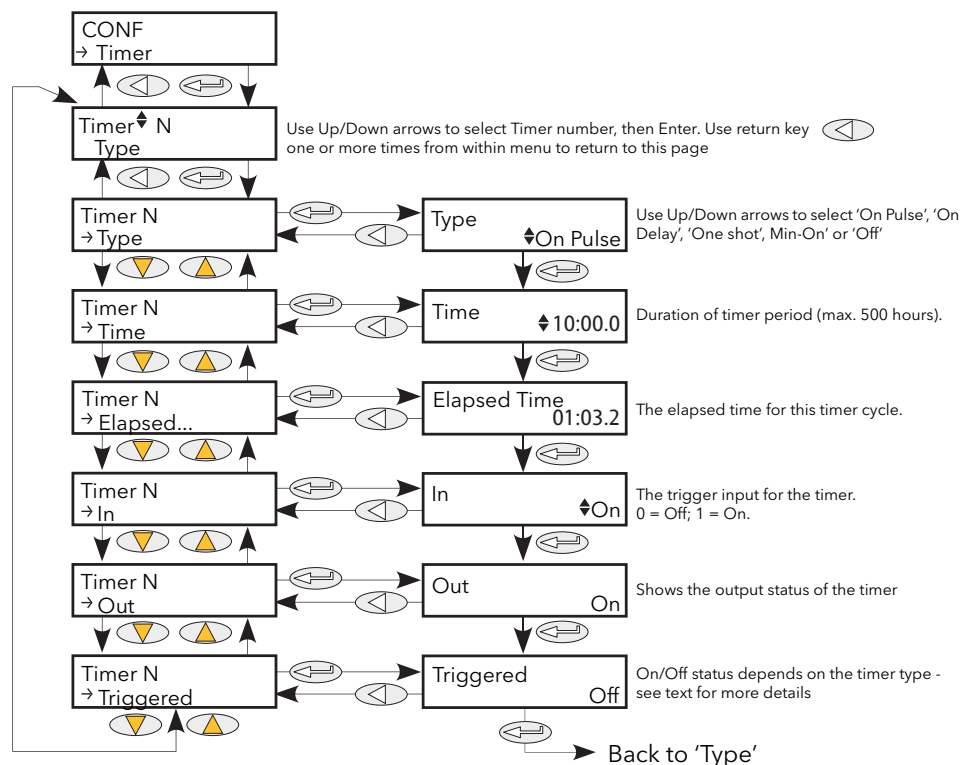 CONF
→ Timer
Timer♦ N
Type
Use Up/Down arrows to select Timer number, then Enter. Use return key
one or more times from within menu to return to this page
Timer N
→ Type
Type
♦On Pulse
Use Up/Down arrows to select ‘On Pulse’, ‘On
Delay’, ‘One shot’, Min-On’ or ‘Off’
Timer N
→ Time
Time
♦10:00.0
Duration of timer period (max. 500 hours).
Timer N
→ Elapsed...
Elapsed Time
01:03.2
The elapsed time for this timer cycle.
Timer N
→ In
In
♦On
The trigger input for the timer.
0 = Off; 1 = On.
Timer N
→ Out
Out
On
Shows the output status of the timer
Timer N
→ Triggered
Triggered
Off
On/Off status depends on the timer type -
see text for more details
Back to ‘Type’